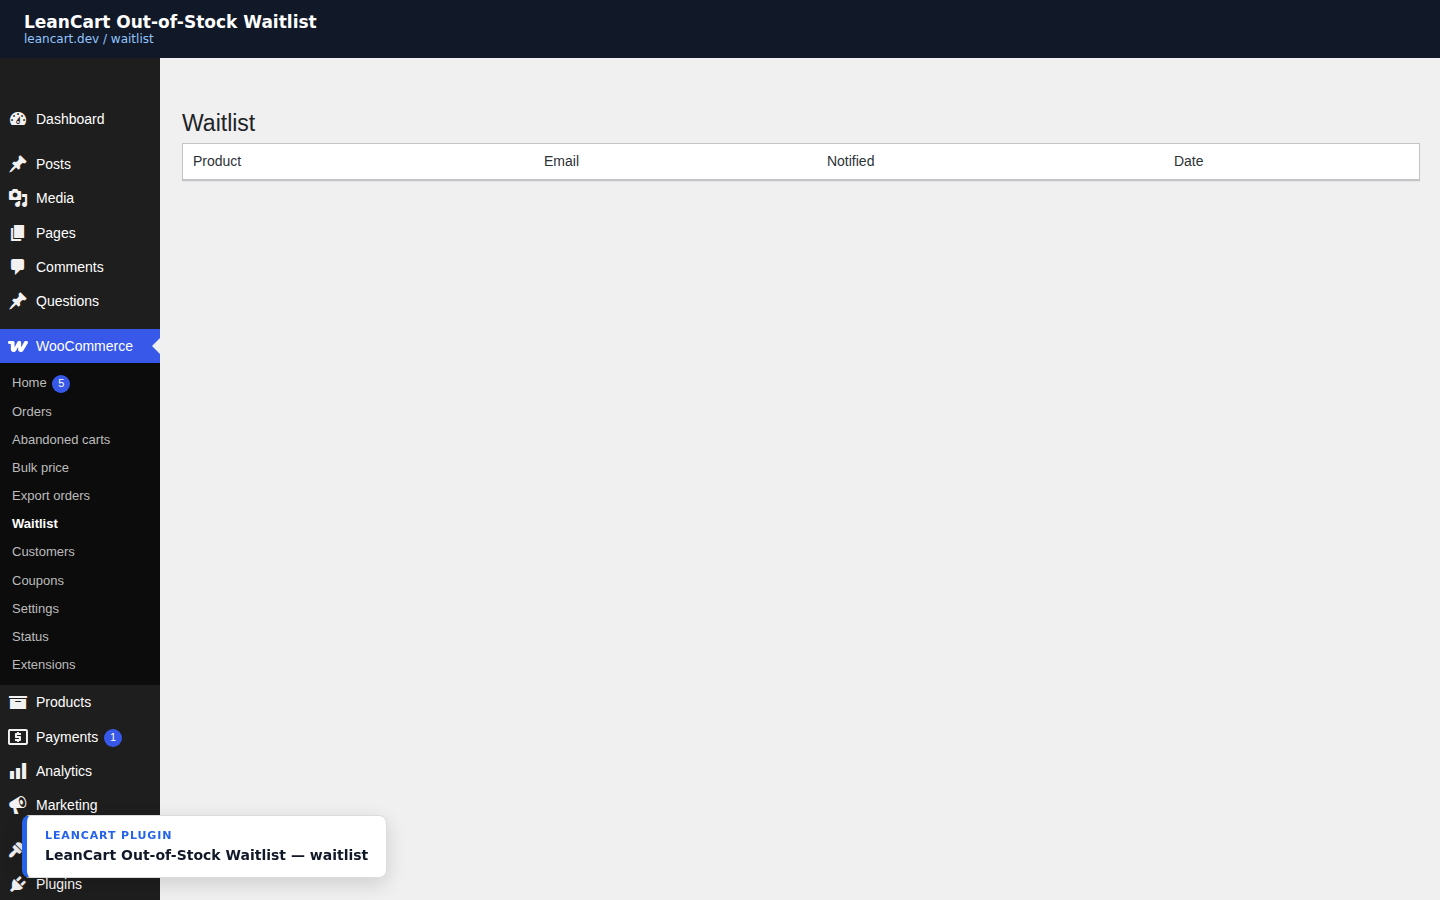 LeanCart Out-of-Stock Waitlist
leancart.dev / waitlist
Dashboard
Posts
Media
Pages
Comments
Questions
WooCommerce
Home 5
Orders
Abandoned carts
Bulk price
Export orders
Waitlist
Customers
Coupons
Settings
Status
Extensions
Products
Payments 1
Analytics
Marketing
Plugins
Waitlist
Product Email Notified Date
LEANCART PLUGIN
LeanCart Out-of-Stock Waitlist — waitlist